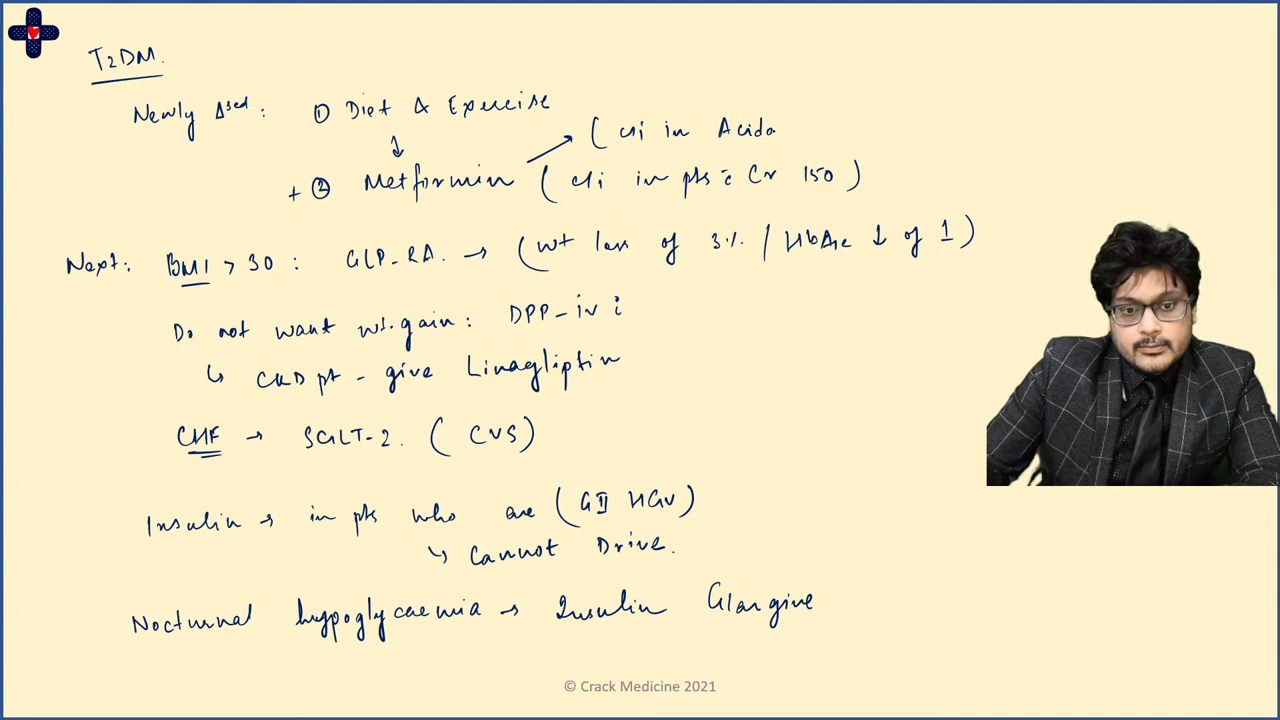 T2DM.
Newly Δsed : ① Diet & Exercise
↓
+ ② Metformin ( CI in Acido
( CI in pts c̄ Cr 150 )
Next: BMI > 30 : GLP-RA. → ( Wt loss of 3% / HbA1c ↓ of 1 )
Do not want wt. gain : DPP-iv i
↳ CKD pt - give Linagliptin
CHF → SGLT-2. ( CVS )
Insulin → in pts who are ( GII HGV )
↳ Cannot Drive.
Nocturnal hypoglycaemia → Insulin Glargine
© Crack Medicine 2021